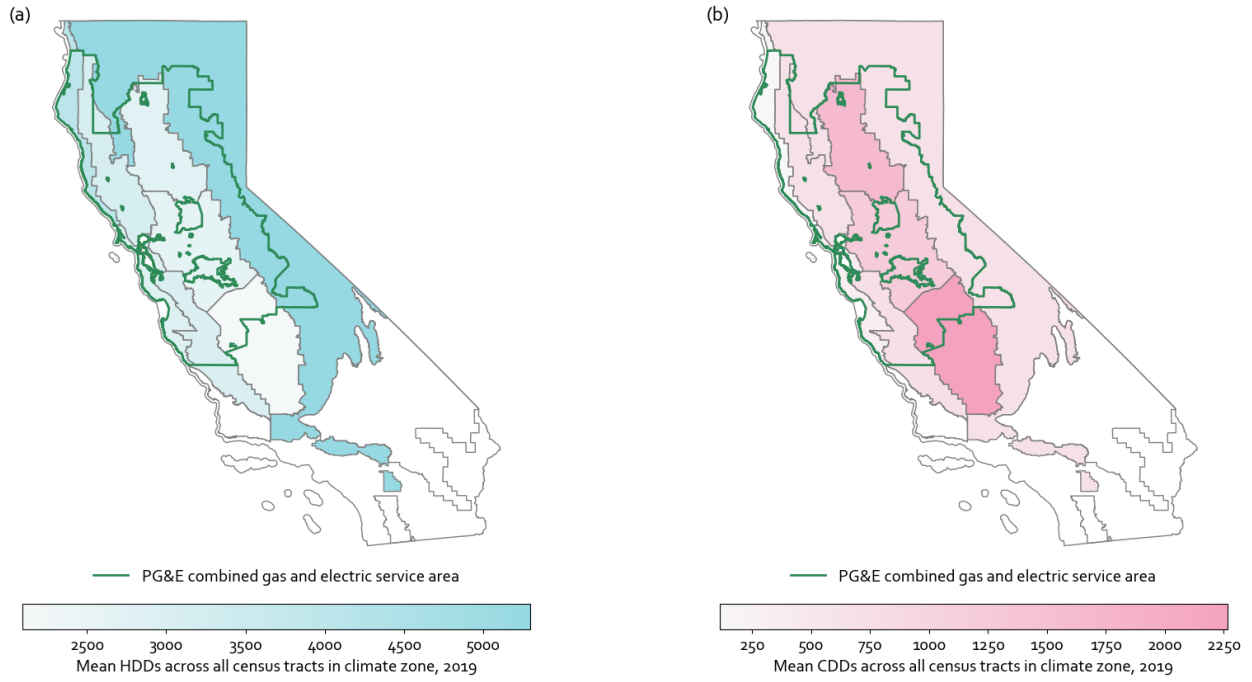 (a)
(b)
PG&E combined gas and electric service area
PG&E combined gas and electric service area
2500 3000 3500 4000 4500 5000
Mean HDDs across all census tracts in climate zone, 2019
250 500 750 1000 1250 1500 1750 2000 2250
Mean CDDs across all census tracts in climate zone, 2019